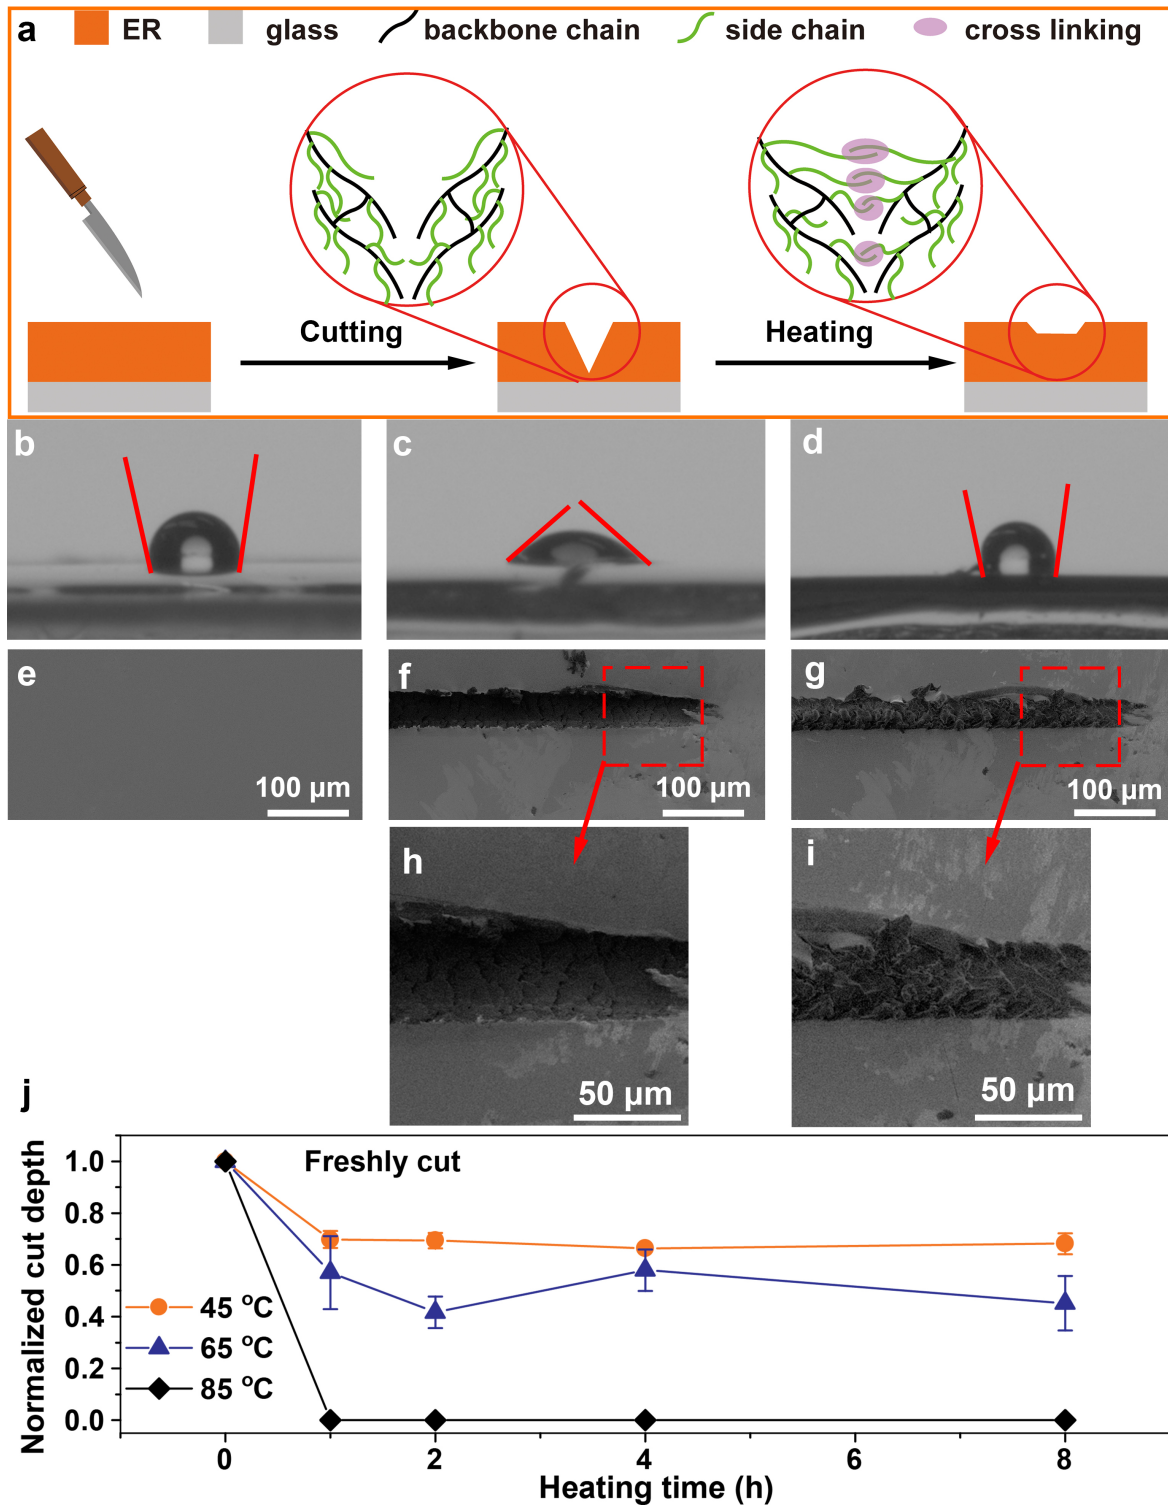 a ER glass backbone chain side chain cross linking
Cutting Heating
b c d
e f g
100 µm 100 µm 100 µm
h i
50 µm 50 µm
j
Normalized cut depth
1.0
0.8
0.6
0.4
0.2
0.0
Freshly cut
45 °C
65 °C
85 °C
0 2 4 6 8
Heating time (h)